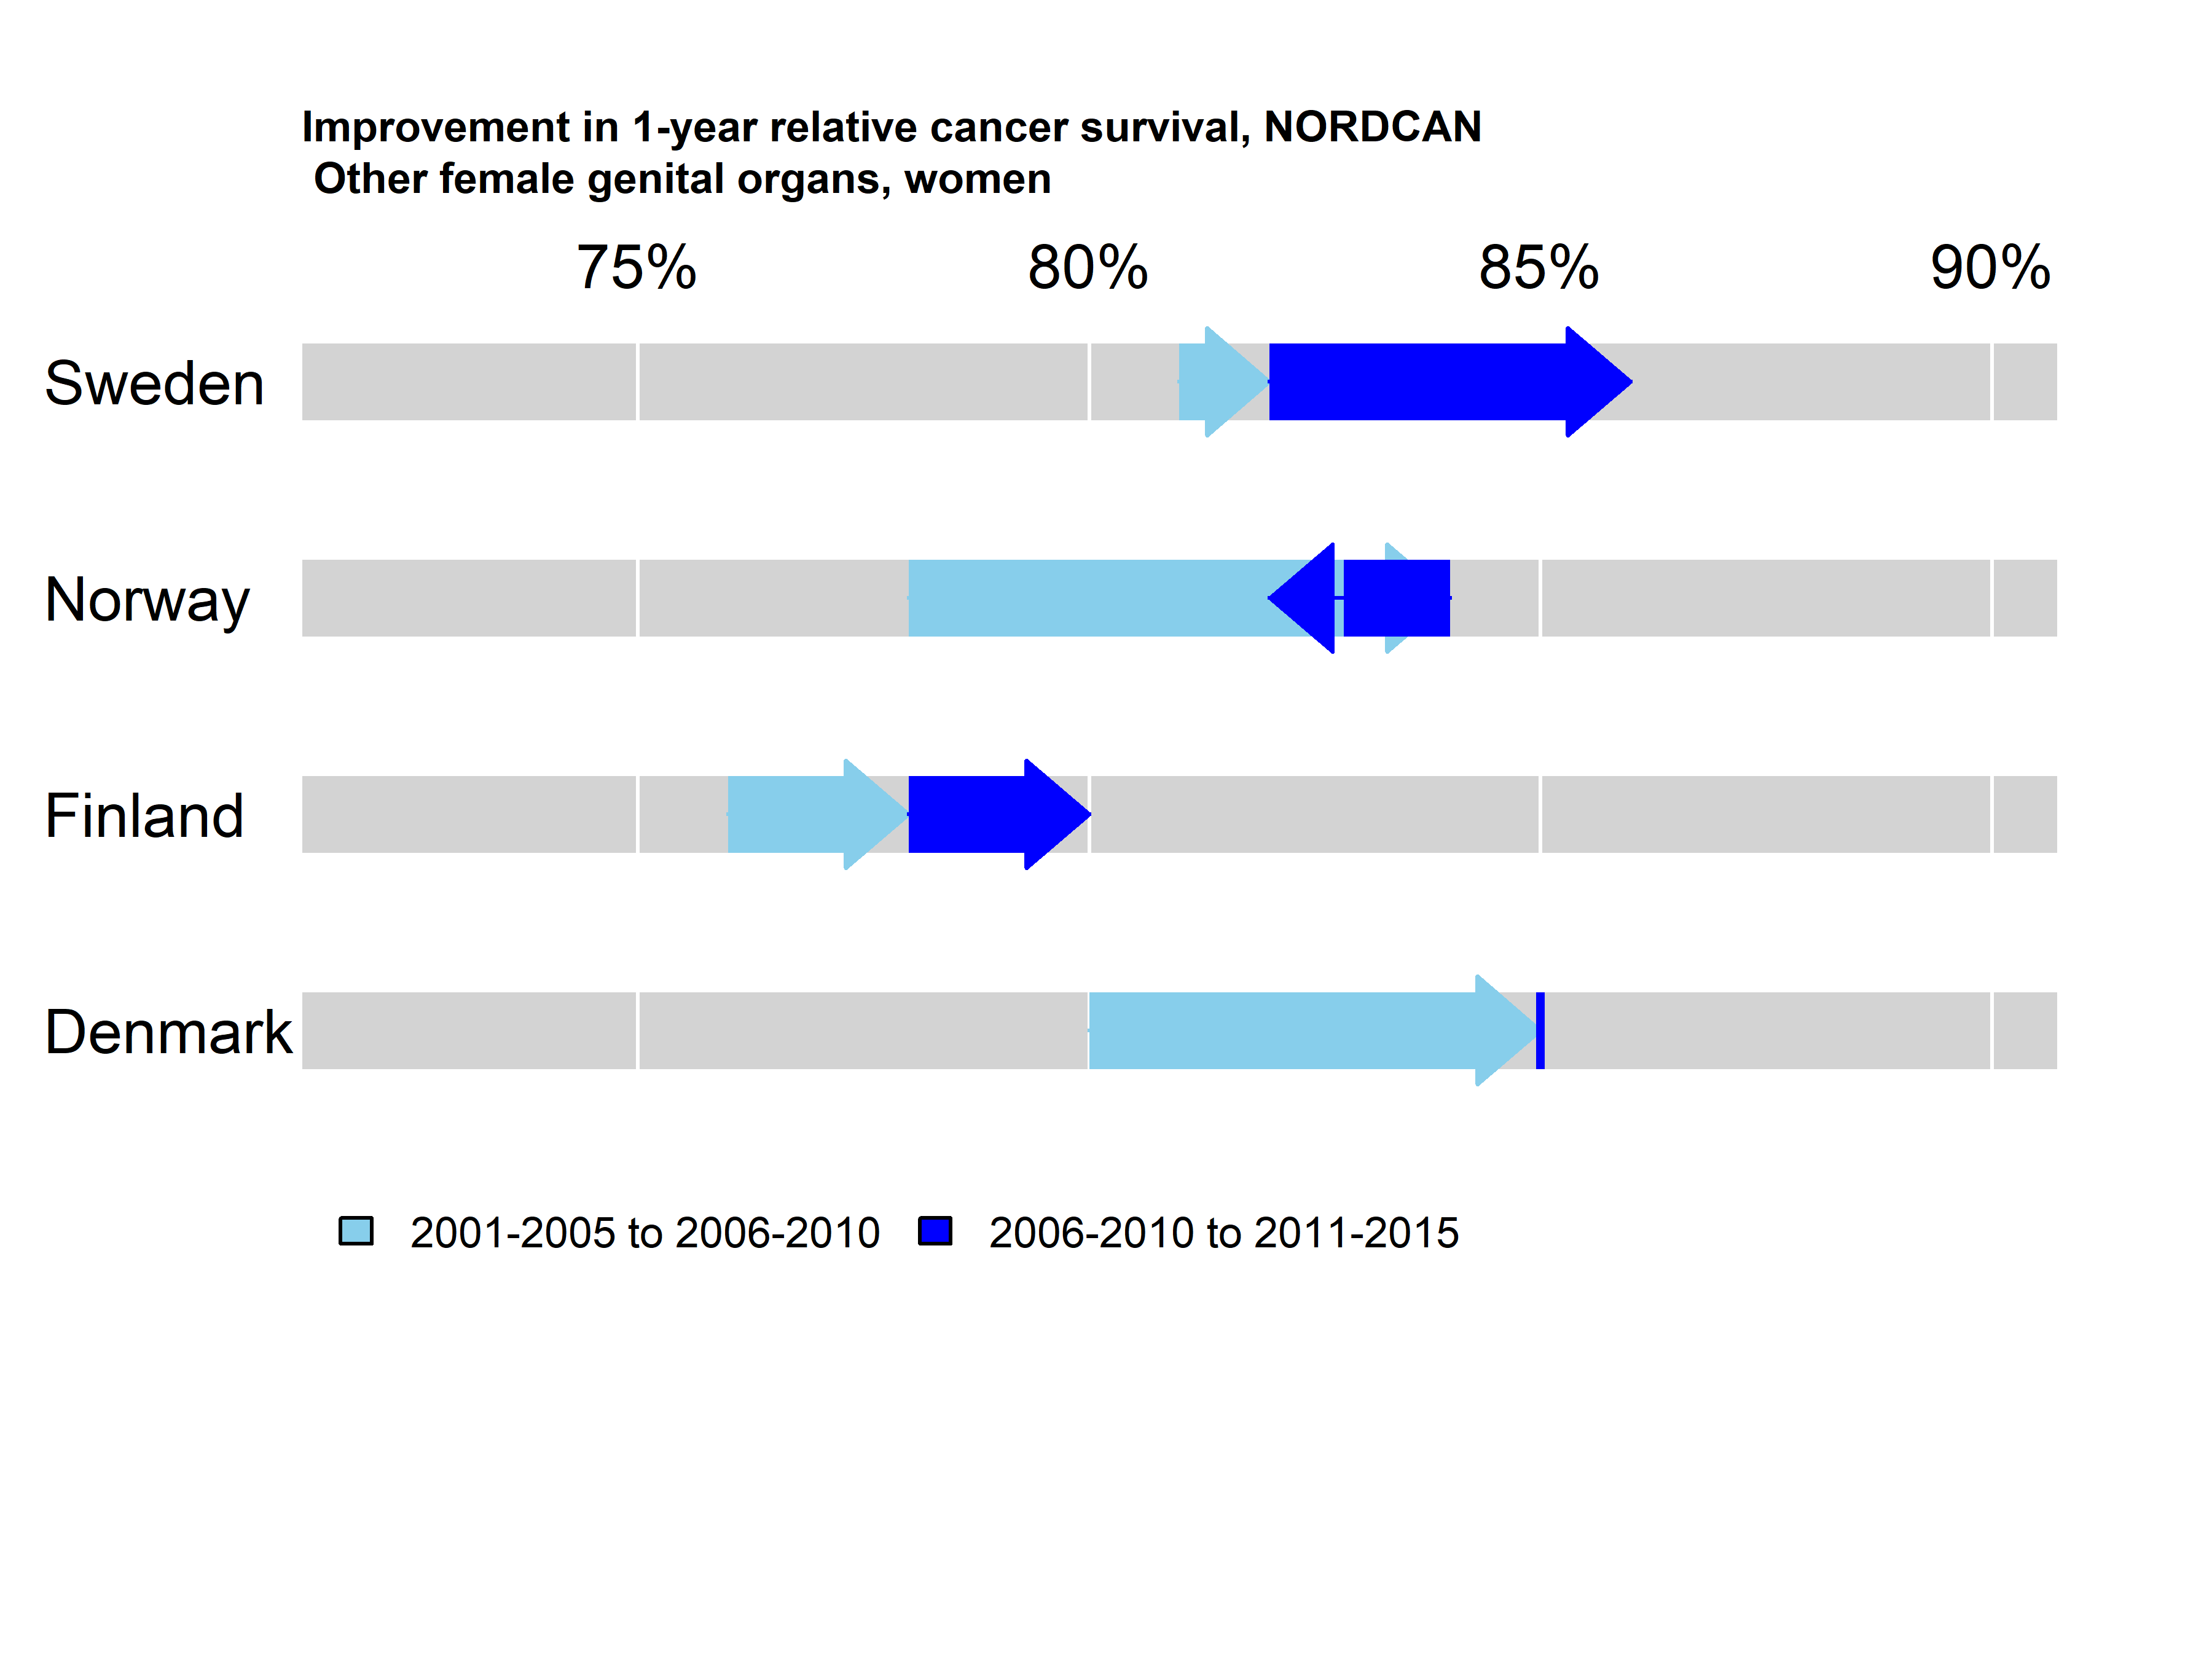 Improvement in 1-year relative cancer survival, NORDCAN
Other female genital organs, women
75% 80% 85% 90%
Sweden
Norway
Finland
Denmark
2001-2005 to 2006-2010 2006-2010 to 2011-2015